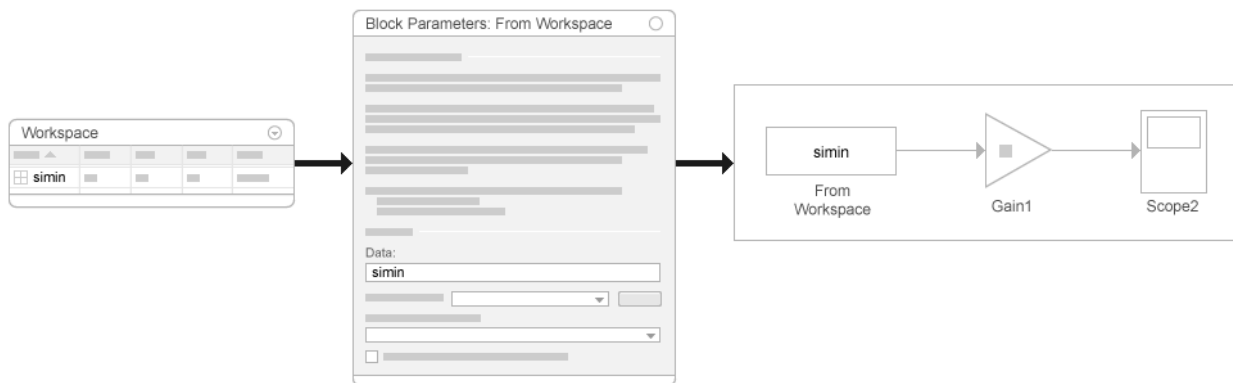 Block Parameters: From Workspace
Workspace
simin
Data:
simin
simin
From
Workspace
Gain1
Scope2